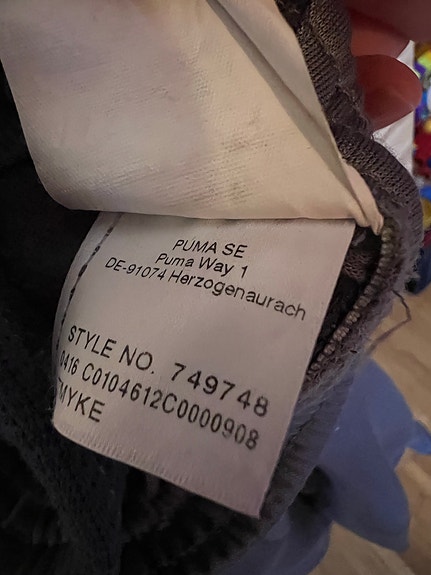 PUMA SE
Puma Way 1
DE-91074 Herzogenaurach
STYLE NO. 749748
0416 C0104612C0000908
MYKE